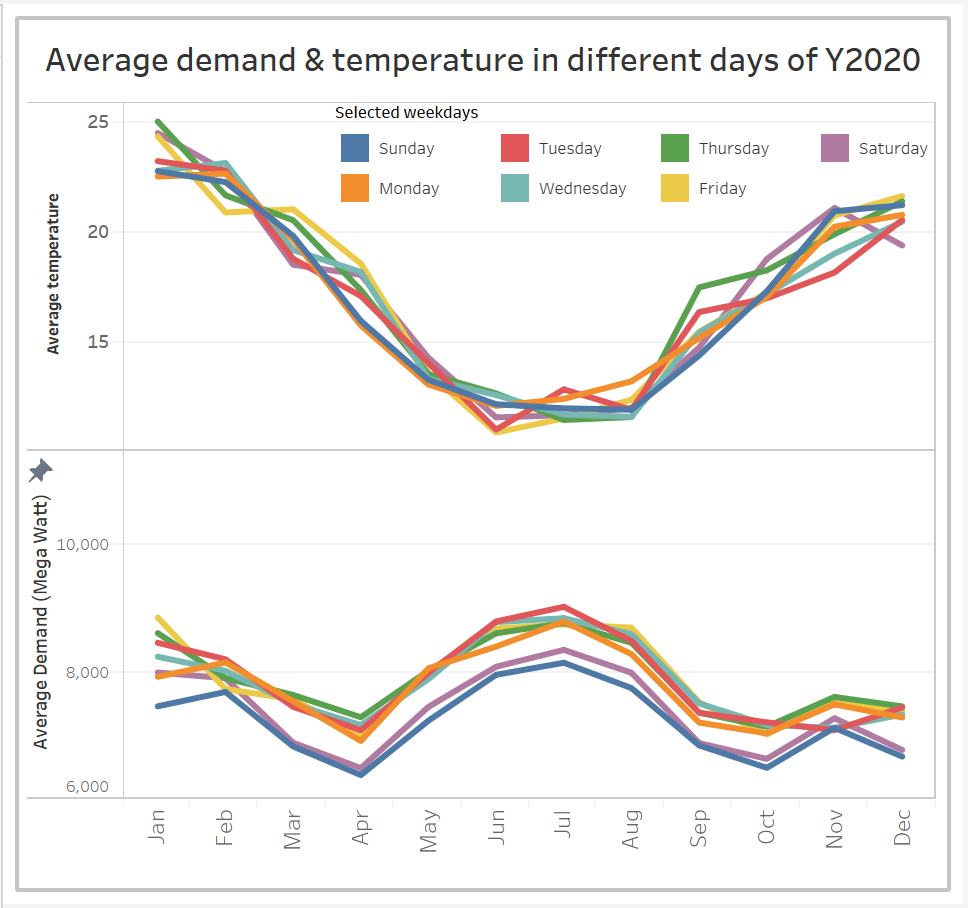 Average demand & temperature in different days of Y2020
Selected weekdays
Sunday
Tuesday
Thursday
Saturday
Monday
Wednesday
Friday
Average temperature
25
20
15
Average Demand (Mega Watt)
10,000
8,000
6,000
Jan
Feb
Mar
Apr
May
Jun
Jul
Aug
Sep
Oct
Nov
Dec